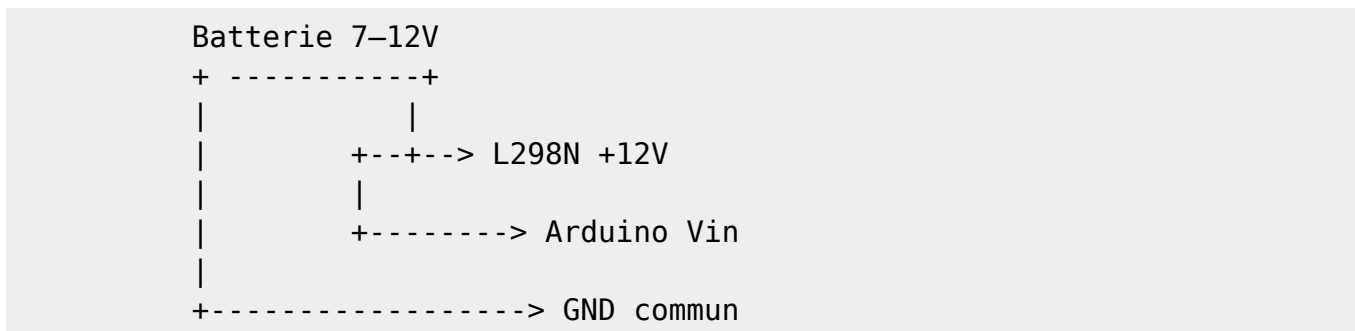 Batterie 7–12V
+ -----------+
|            |
|         +--+--> L298N +12V
|         |
|         +--------> Arduino Vin
|
+------------------> GND commun